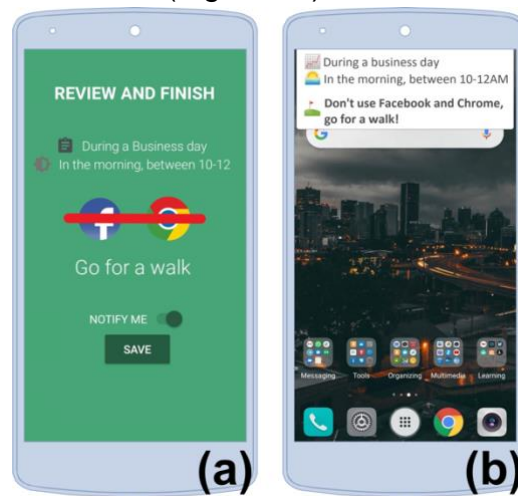 REVIEW AND FINISH
During a Business day
In the morning, between 10-12
Go for a walk
NOTIFY ME
SAVE
(a)
During a business day
In the morning, between 10-12AM
Don't use Facebook and Chrome,
go for a walk!
Messaging Tools Organizing Multimedia Learning
(b)